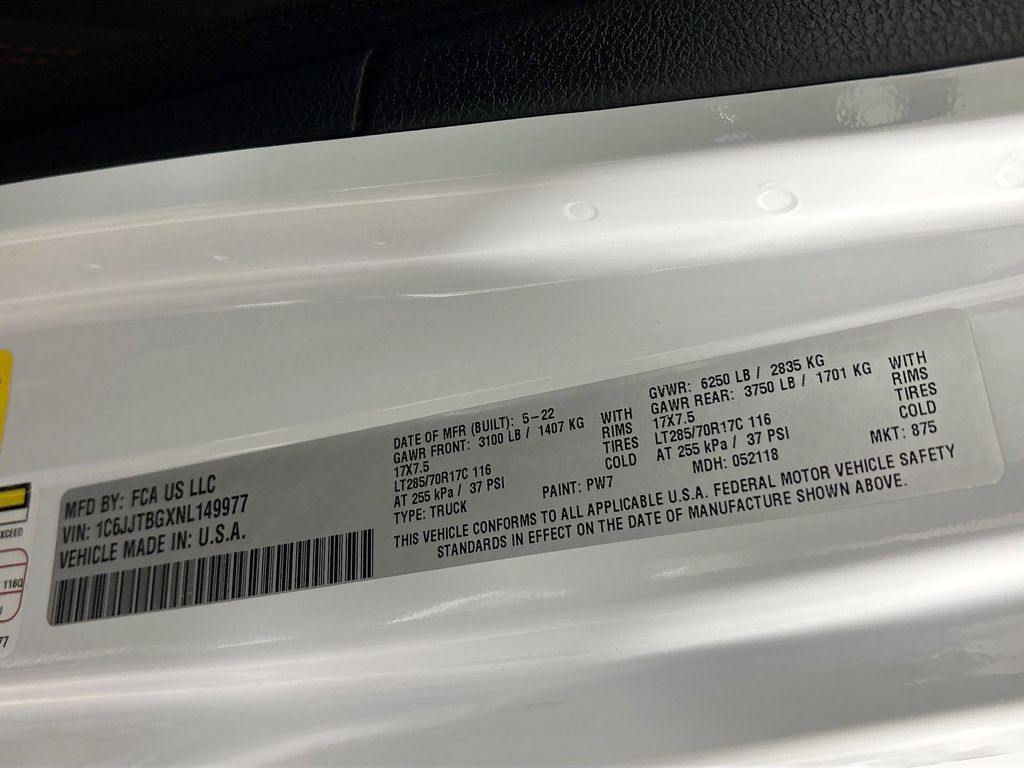 MFD BY: FCA US LLC
VIN: 1C6JJTBGXNL149977
VEHICLE MADE IN: U.S.A.
DATE OF MFR (BUILT): 5-22
GAWR FRONT: 3100 LB / 1407 KG WITH
17X7.5 RIMS
LT285/70R17C 116 TIRES
AT 255 kPa / 37 PSI COLD
TYPE: TRUCK PAINT: PW7
GVWR: 6250 LB / 2835 KG
GAWR REAR: 3750 LB / 1701 KG WITH
17X7.5 RIMS
LT285/70R17C 116 TIRES
AT 255 kPa / 37 PSI COLD
MDH: 052118 MKT: 875
THIS VEHICLE CONFORMS TO ALL APPLICABLE U.S.A. FEDERAL MOTOR VEHICLE SAFETY
STANDARDS IN EFFECT ON THE DATE OF MANUFACTURE SHOWN ABOVE.
XCEED
116Q
77